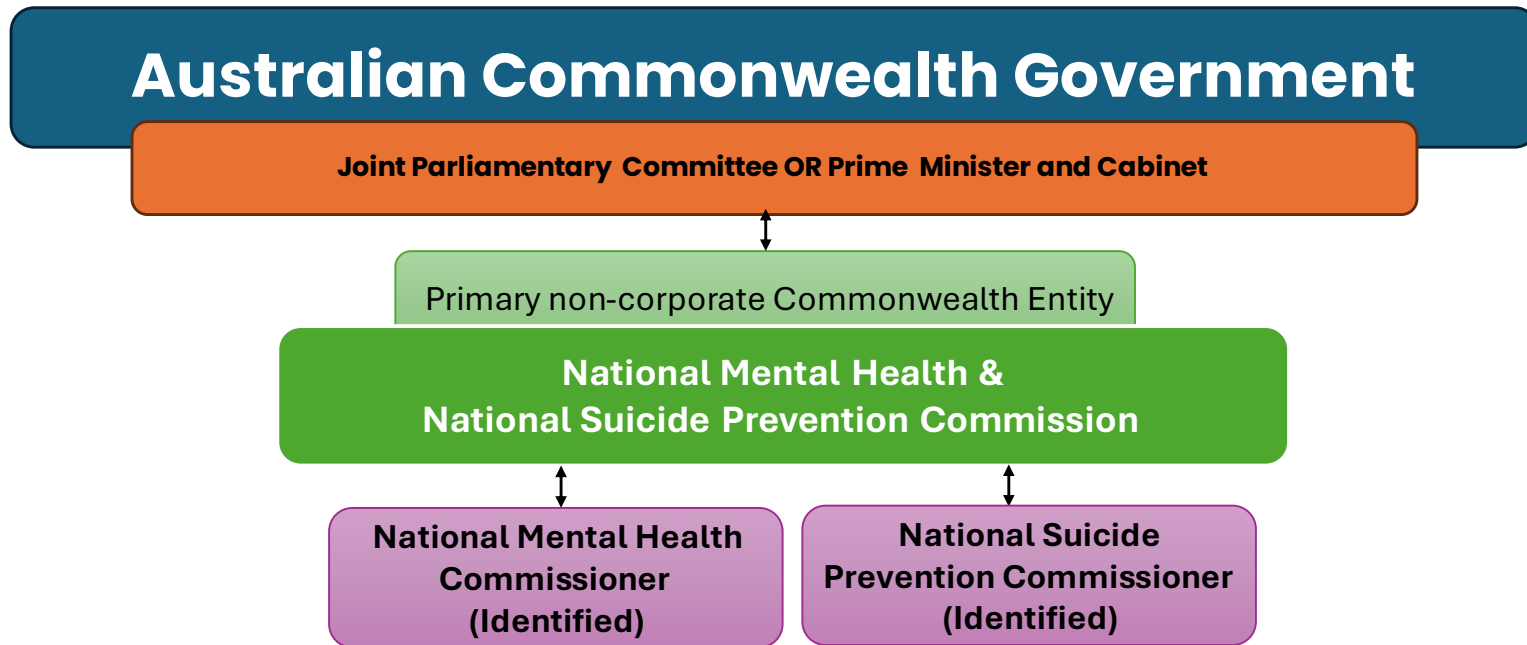 Australian Commonwealth Government
Joint Parliamentary Committee OR Prime Minister and Cabinet
Primary non-corporate Commonwealth Entity
National Mental Health &
National Suicide Prevention Commission
National Mental Health
Commissioner
(Identified)
National Suicide
Prevention Commissioner
(Identified)